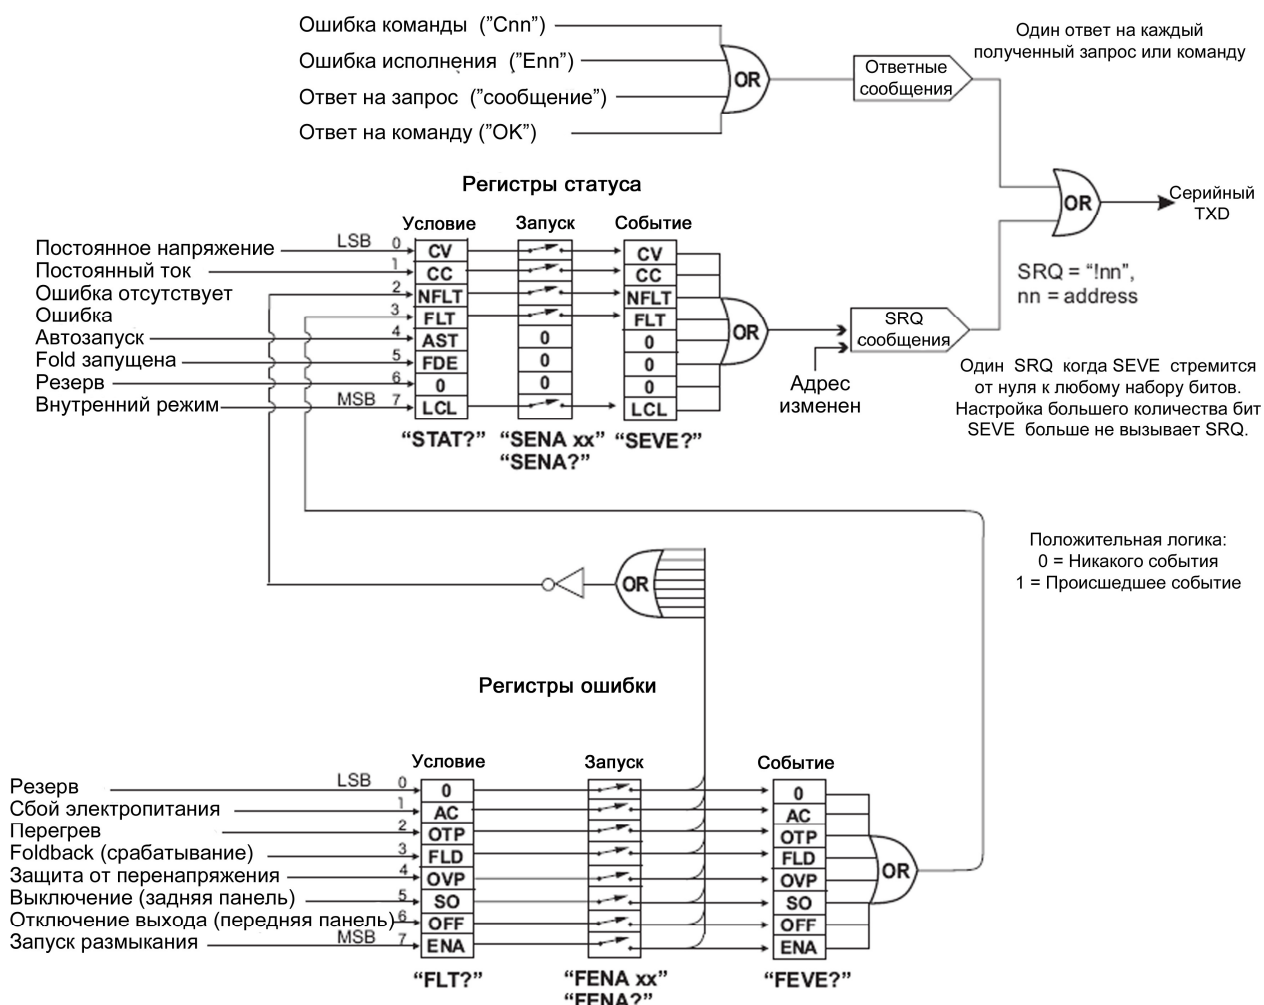 Ошибка команды ("Cnn")
Ошибка исполнения ("Enn")
Ответ на запрос ("сообщение")
Ответ на команду ("OK")
OR
Ответные
сообщения
Один ответ на каждый
полученный запрос или команду
OR
Серийный
TXD
SRQ = "!nn",
nn = address
Регистры статуса
Условие
Запуск
Событие
Постоянное напряжение LSB 0 CV CV
Постоянный ток 1 CC CC
Ошибка отсутствует 2 NFLT NFLT
Ошибка 3 FLT FLT
Автозапуск 4 AST 0 0
Fold запущена 5 FDE 0 0
Резерв 6 0 0 0
Внутренний режим MSB 7 LCL LCL
"STAT?"
"SENA xx"
"SENA?"
"SEVE?"
OR
SRQ
сообщения
Адрес
изменен
Один SRQ когда SEVE стремится
от нуля к любому набору битов.
Настройка большего количества бит
SEVE больше не вызывает SRQ.
OR
Положительная логика:
0 = Никакого события
1 = Происшедшее событие
Регистры ошибки
Условие
Запуск
Событие
Резерв LSB 0 0 0
Сбой электропитания 1 AC AC
Перегрев 2 OTP OTP
Foldback (срабатывание) 3 FLD FLD
Защита от перенапряжения 4 OVP OVP
Выключение (задняя панель) 5 SO SO
Отключение выхода (передняя панель) 6 OFF OFF
Запуск размыкания MSB 7 ENA ENA
OR
"FLT?"
"FENA xx"
"FENA?"
"FEVE?"